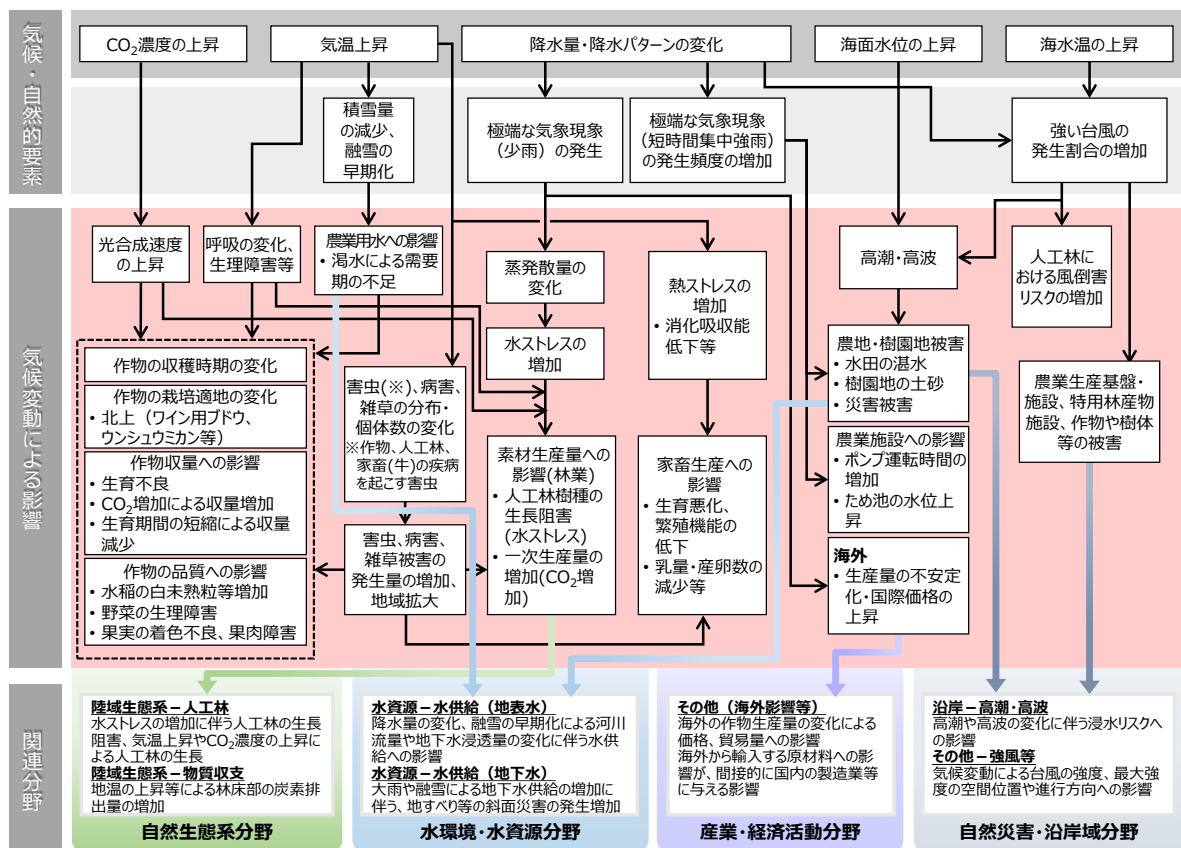 気候・自然的要素
CO₂濃度の上昇
気温上昇
降水量・降水パターンの変化
海面水位の上昇
海水温の上昇
積雪量
の減少、
融雪の
早期化
極端な気象現象
（少雨）の発生
極端な気象現象
（短時間集中強雨）
の発生頻度の増加
強い台風の
発生割合の増加
気候変動による影響
光合成速度
の上昇
呼吸の変化、
生理障害等
農業用水への影響
・渇水による需要
期の不足
蒸発散量の
変化
熱ストレスの
増加
・消化吸収能
低下等
高潮・高波
人工林に
おける風倒害
リスクの増加
水ストレス
の増加
作物の収穫時期の変化
作物の栽培適地の変化
・北上（ワイン用ブドウ、
ウンシュウミカン等）
作物収量への影響
・生育不良
・CO₂増加による収量増加
・生育期間の短縮による収量
減少
作物の品質への影響
・水稲の白未熟粒等増加
・野菜の生理障害
・果実の着色不良、果肉障害
害虫(※)、病害、
雑草の分布・
個体数の変化
※作物、人工林、
家畜(牛)の疾病
を起こす害虫
害虫、病害、
雑草被害の
発生量の増加、
地域拡大
素材生産量へ
の影響(林業)
・人工林樹種の
生長阻害
(水ストレス)
・一次生産量の
増加(CO₂増
加)
家畜生産への
影響
・生育悪化、
繁殖機能の
低下
・乳量・産卵数の
減少等
農地・樹園地被害
・水田の湛水
・樹園地の土砂
・災害被害
農業施設への影響
・ポンプ運転時間の
増加
・ため池の水位上
昇
海外
・生産量の不安定
化・国際価格の
上昇
農業生産基盤・
施設、特用林産物
施設、作物や樹体
等の被害
関連分野
陸域生態系－人工林
水ストレスの増加に伴う人工林の生長
阻害、気温上昇やCO₂濃度の上昇に
よる人工林の生長
陸域生態系－物質収支
地温の上昇等による林床部の炭素排
出量の増加
自然生態系分野
水資源－水供給（地表水）
降水量の変化、融雪の早期化による河川
流量や地下水浸透量の変化に伴う水供
給への影響
水資源－水供給（地下水）
大雨や融雪による地下水供給の増加に
伴う、地すべり等の斜面災害の発生増加
水環境・水資源分野
その他（海外影響等）
海外の作物生産量の変化による
価格、貿易量への影響
海外から輸入する原材料への影
響が、間接的に国内の製造業等
に与える影響
産業・経済活動分野
沿岸－高潮・高波
高潮や高波の変化に伴う浸水リスクへ
の影響
その他－強風等
気候変動による台風の強度、最大強
度の空間位置や進行方向への影響
自然災害・沿岸域分野